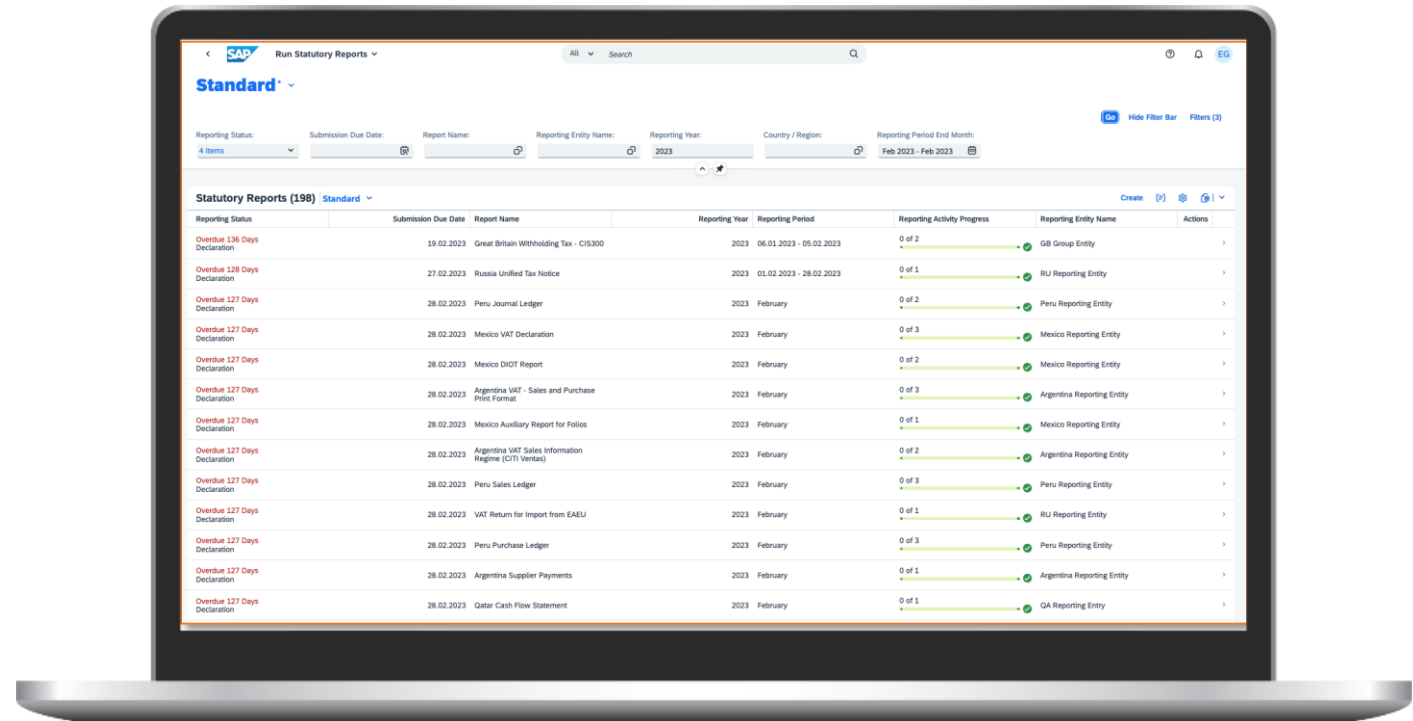 SAP Run Statutory Reports All Search EG
Standard*
Go Hide Filter Bar Filters (3)
Reporting Status: Submission Due Date: Report Name: Reporting Entity Name: Reporting Year: Country / Region: Reporting Period End Month:
4 Items 2023 Feb 2023 - Feb 2023
Statutory Reports (198) Standard Create
Reporting Status Submission Due Date Report Name Reporting Year Reporting Period Reporting Activity Progress Reporting Entity Name Actions
Overdue 136 Days
Declaration 19.02.2023 Great Britain Withholding Tax - CIS300 2023 06.01.2023 - 05.02.2023 0 of 2 GB Group Entity
Overdue 128 Days
Declaration 27.02.2023 Russia Unified Tax Notice 2023 01.02.2023 - 28.02.2023 0 of 1 RU Reporting Entity
Overdue 127 Days
Declaration 28.02.2023 Peru Journal Ledger 2023 February 0 of 2 Peru Reporting Entity
Overdue 127 Days
Declaration 28.02.2023 Mexico VAT Declaration 2023 February 0 of 3 Mexico Reporting Entity
Overdue 127 Days
Declaration 28.02.2023 Mexico DIOT Report 2023 February 0 of 2 Mexico Reporting Entity
Overdue 127 Days
Declaration 28.02.2023 Argentina VAT - Sales and Purchase
Print Format 2023 February 0 of 3 Argentina Reporting Entity
Overdue 127 Days
Declaration 28.02.2023 Mexico Auxiliary Report for Folios 2023 February 0 of 1 Mexico Reporting Entity
Overdue 127 Days
Declaration 28.02.2023 Argentina VAT Sales Information
Regime (CITI Ventas) 2023 February 0 of 2 Argentina Reporting Entity
Overdue 127 Days
Declaration 28.02.2023 Peru Sales Ledger 2023 February 0 of 3 Peru Reporting Entity
Overdue 127 Days
Declaration 28.02.2023 VAT Return for Import from EAEU 2023 February 0 of 1 RU Reporting Entity
Overdue 127 Days
Declaration 28.02.2023 Peru Purchase Ledger 2023 February 0 of 3 Peru Reporting Entity
Overdue 127 Days
Declaration 28.02.2023 Argentina Supplier Payments 2023 February 0 of 1 Argentina Reporting Entity
Overdue 127 Days
Declaration 28.02.2023 Qatar Cash Flow Statement 2023 February 0 of 1 QA Reporting Entry